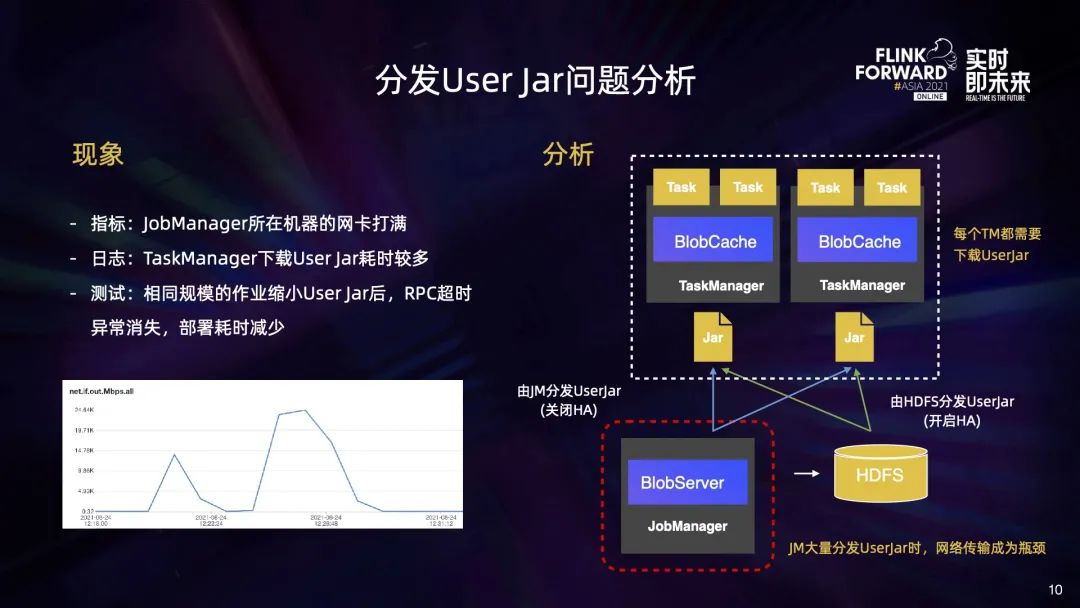 分发User Jar问题分析
FLINK
FORWARD
#ASIA 2021
ONLINE
实时
即未来
REAL-TIME IS THE FUTURE
现象
- 指标：JobManager所在机器的网卡打满
- 日志：TaskManager下载User Jar耗时较多
- 测试：相同规模的作业缩小User Jar后，RPC超时
异常消失，部署耗时减少
net.if.out.Mbps.all
24.64K
19.71K
14.78K
9.86K
4.93K
0.32
2021-08-24
12:18:00
2021-08-24
12:23:24
2021-08-24
12:28:48
2021-08-24
12:31:12
分析
Task
Task
Task
Task
BlobCache
BlobCache
TaskManager
TaskManager
每个TM都需要
下载UserJar
Jar
Jar
由JM分发UserJar
(关闭HA)
由HDFS分发UserJar
(开启HA)
BlobServer
JobManager
HDFS
JM大量分发UserJar时，网络传输成为瓶颈
10